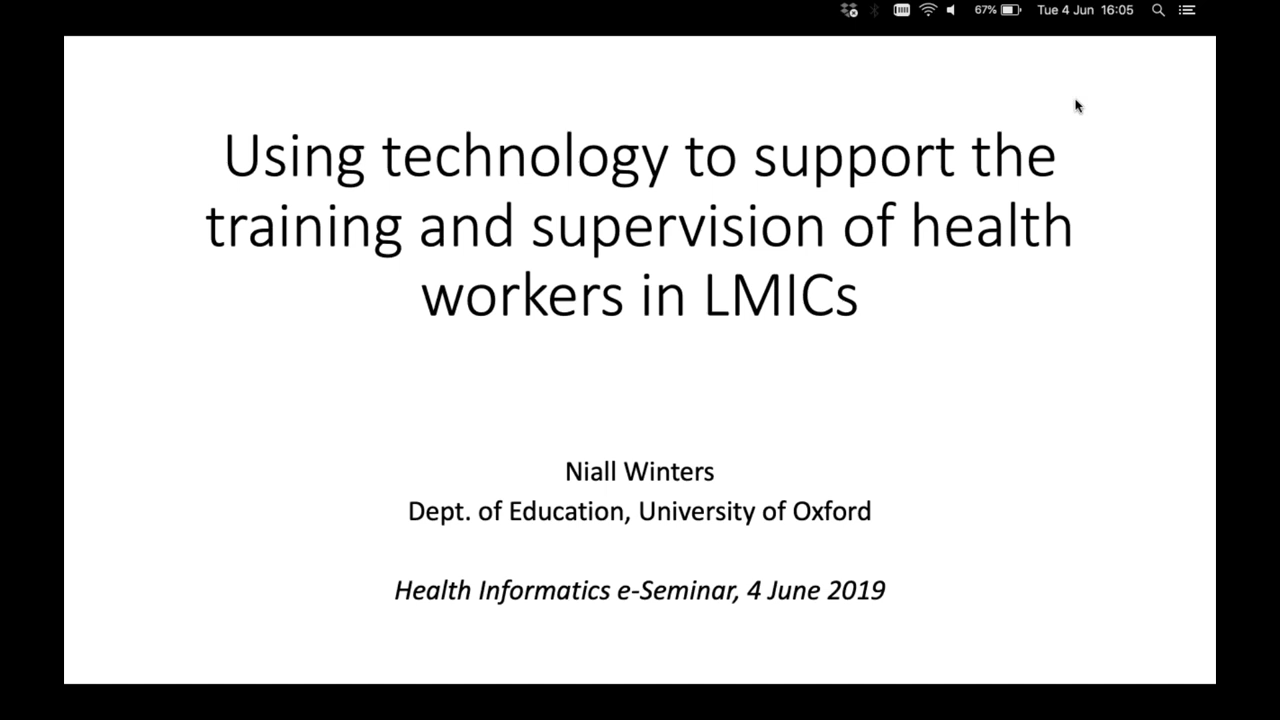 67% Tue 4 Jun 16:05
Using technology to support the
training and supervision of health
workers in LMICs
Niall Winters
Dept. of Education, University of Oxford
Health Informatics e-Seminar, 4 June 2019